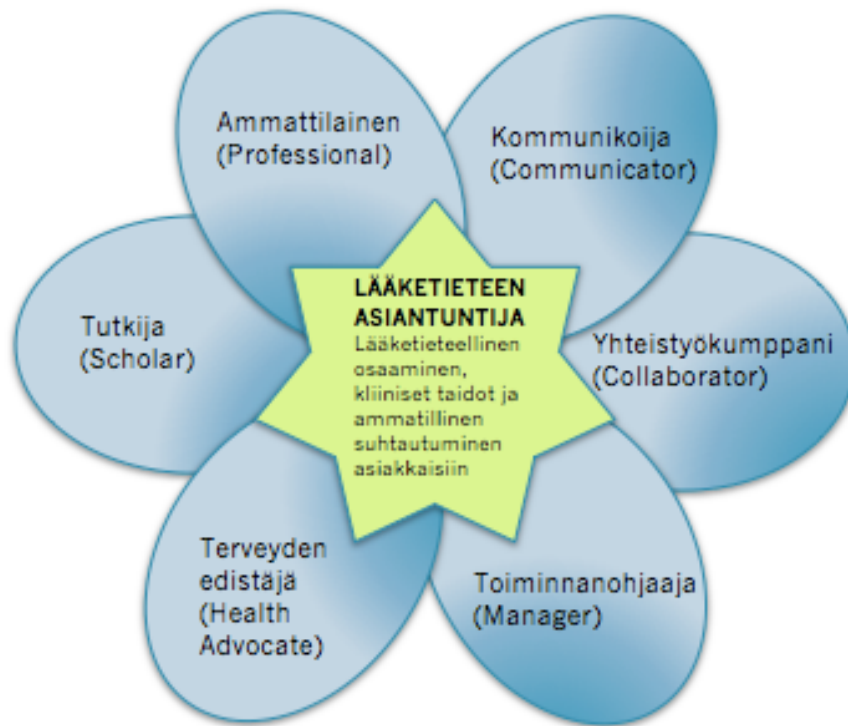 Ammattilainen
(Professional)
Kommunikoija
(Communicator)
Tutkija
(Scholar)
LÄÄKETIETEEN
ASIANTUNTIJA
Lääketieteellinen
osaaminen,
kliiniset taidot ja
ammatillinen
suhtautuminen
asiakkaisiin
Yhteistyökumppani
(Collaborator)
Terveyden
edistäjä
(Health
Advocate)
Toiminnanohjaaja
(Manager)